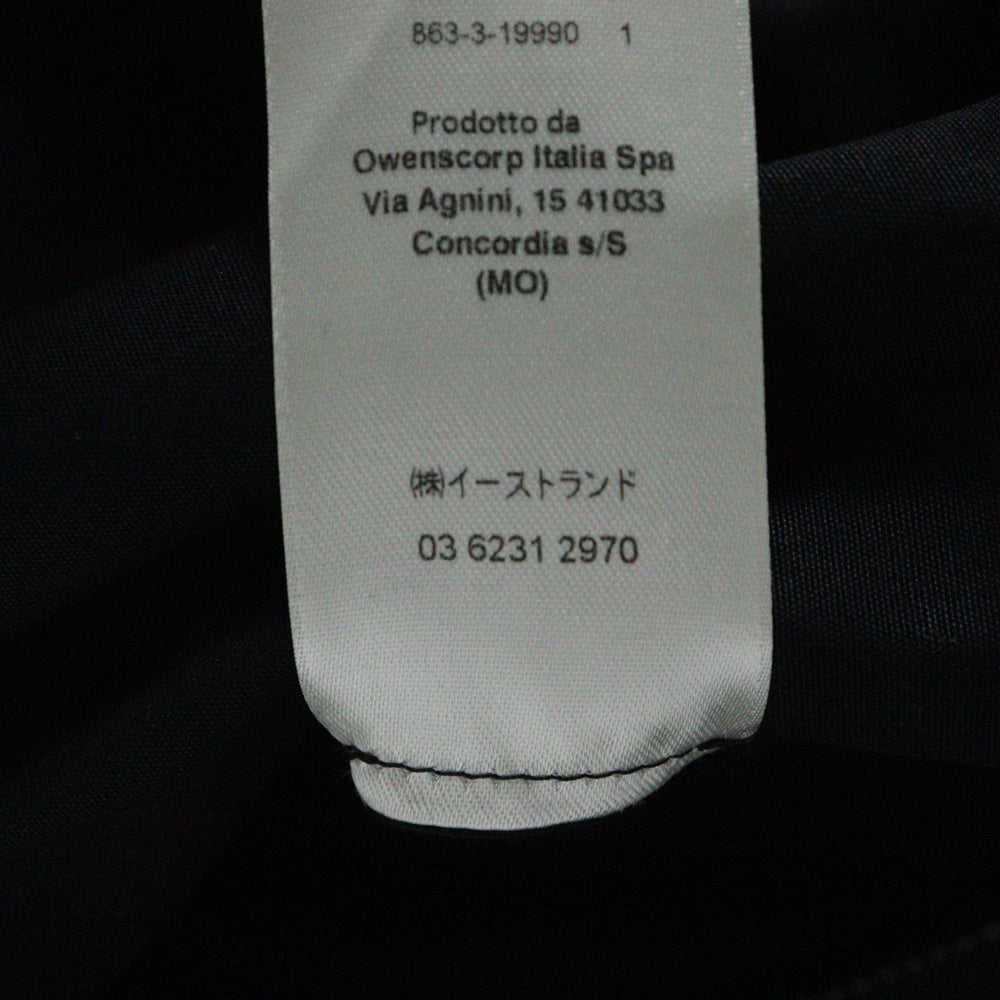 863-3-19990 1
Prodotto da
Owenscorp Italia Spa
Via Agnini, 15 41033
Concordia s/S
(MO)
㈱イーストランド
03 6231 2970